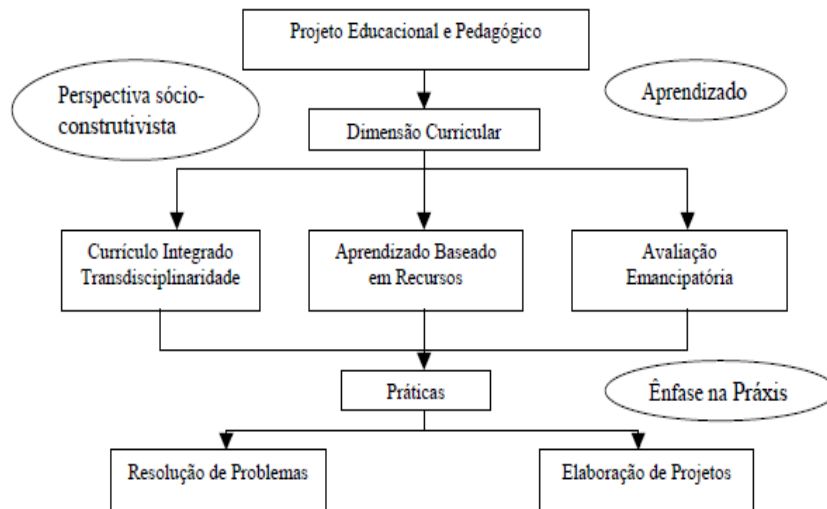 Projeto Educacional e Pedagógico
Perspectiva sócio-
construtivista
Aprendizado
Dimensão Curricular
Currículo Integrado
Transdisciplinaridade
Aprendizado Baseado
em Recursos
Avaliação
Emancipatória
Práticas
Ênfase na Práxis
Resolução de Problemas
Elaboração de Projetos